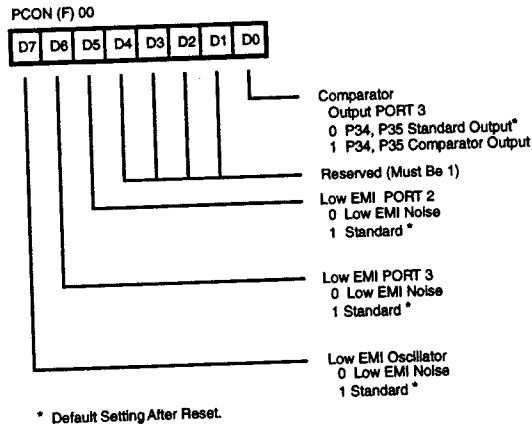 PCON (F) 00
D7 D6 D5 D4 D3 D2 D1 D0
Comparator
Output PORT 3
0 P34, P35 Standard Output*
1 P34, P35 Comparator Output
Reserved (Must Be 1)
Low EMI PORT 2
0 Low EMI Noise
1 Standard *
Low EMI PORT 3
0 Low EMI Noise
1 Standard *
Low EMI Oscillator
0 Low EMI Noise
1 Standard *
* Default Setting After Reset.